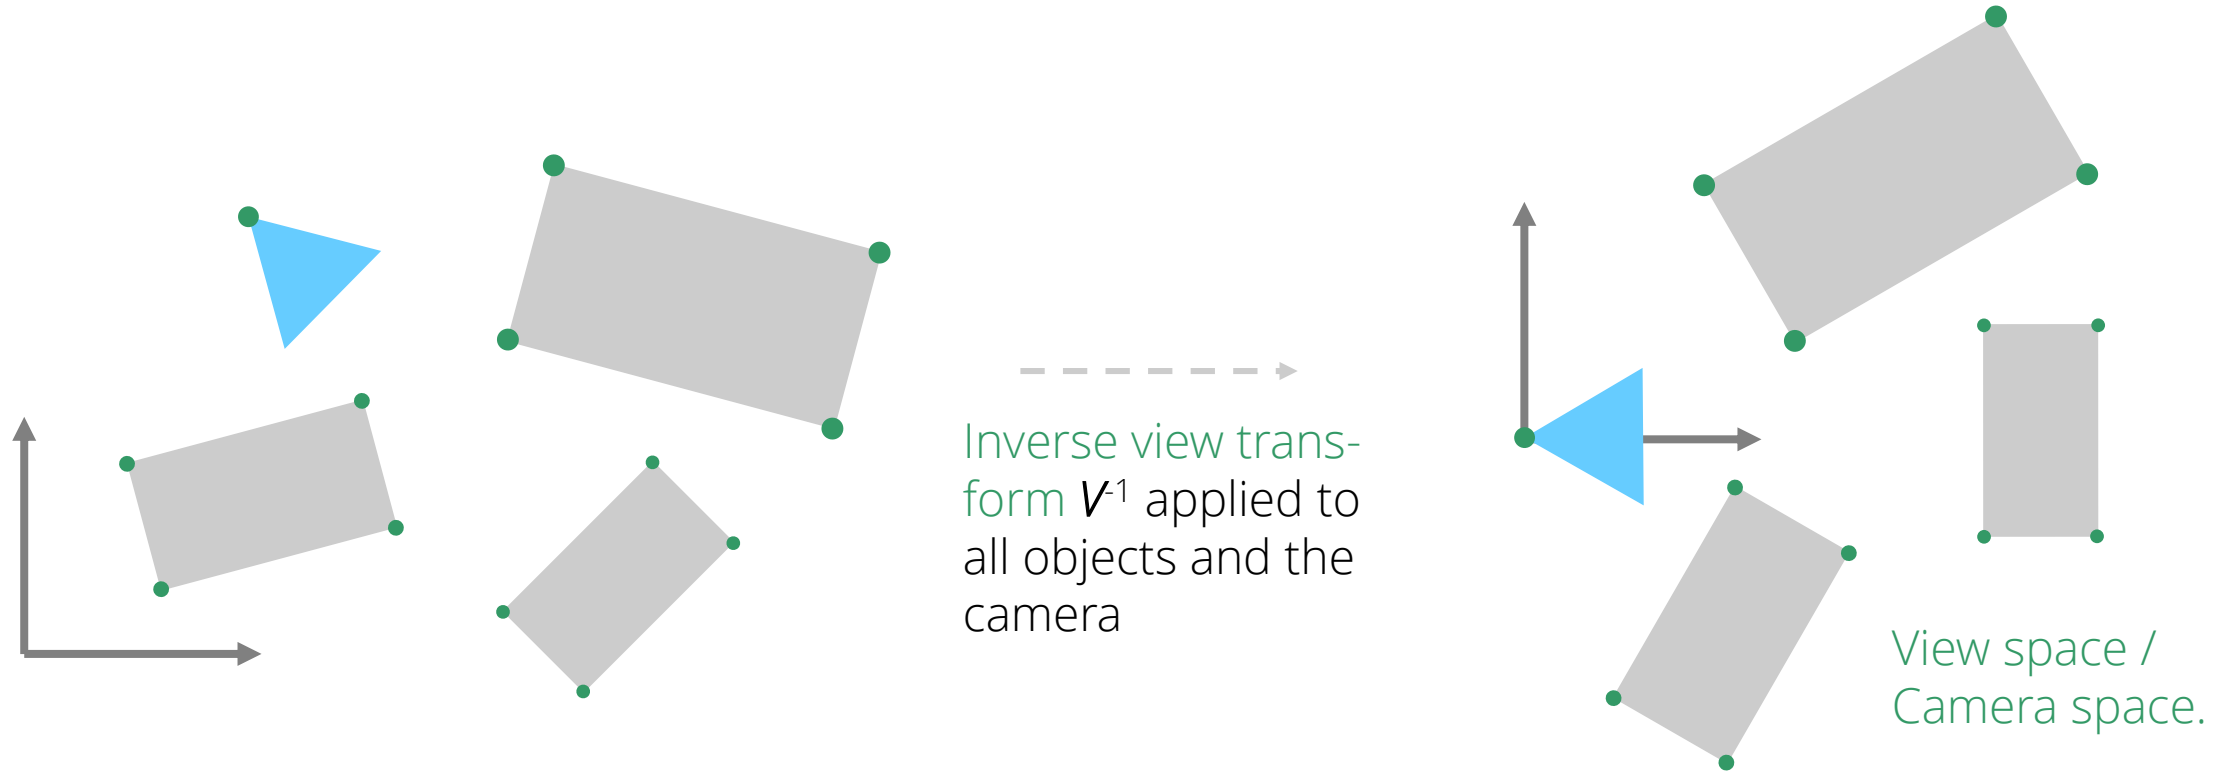 Inverse view trans-
form V⁻¹ applied to
all objects and the
camera
View space /
Camera space.